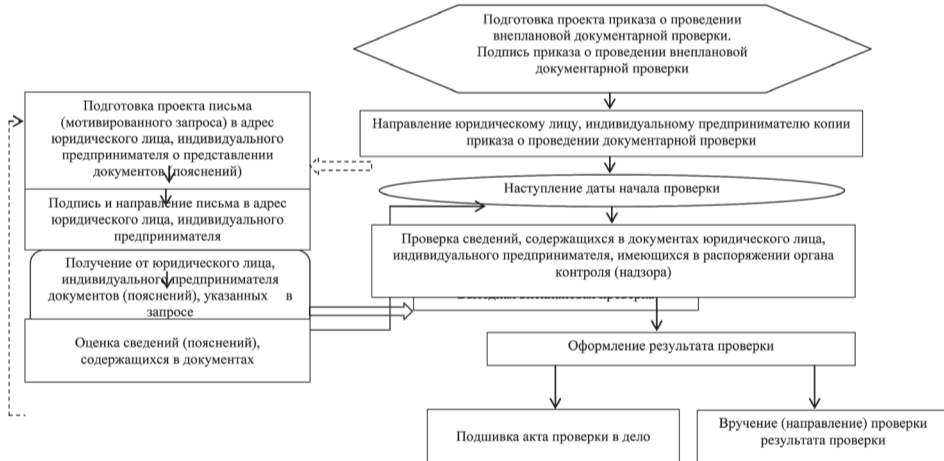 Подготовка проекта приказа о проведении
внеплановой документарной проверки.
Подпись приказа о проведении внеплановой
документарной проверки
Направление юридическому лицу, индивидуальному предпринимателю копии
приказа о проведении документарной проверки
Наступление даты начала проверки
Проверка сведений, содержащихся в документах юридического лица,
индивидуального предпринимателя, имеющихся в распоряжении органа
контроля (надзора)
Подготовка проекта письма
(мотивированного запроса) в адрес
юридического лица, индивидуального
предпринимателя о представлении
документов (пояснений)
Подпись и направление письма в адрес
юридического лица, индивидуального
предпринимателя
Получение от юридического лица,
индивидуального предпринимателя
документов (пояснений), указанных в
запросе
Оценка сведений (пояснений),
содержащихся в документах
Оформление результата проверки
Подшивка акта проверки в дело
Вручение (направление) проверки
результата проверки